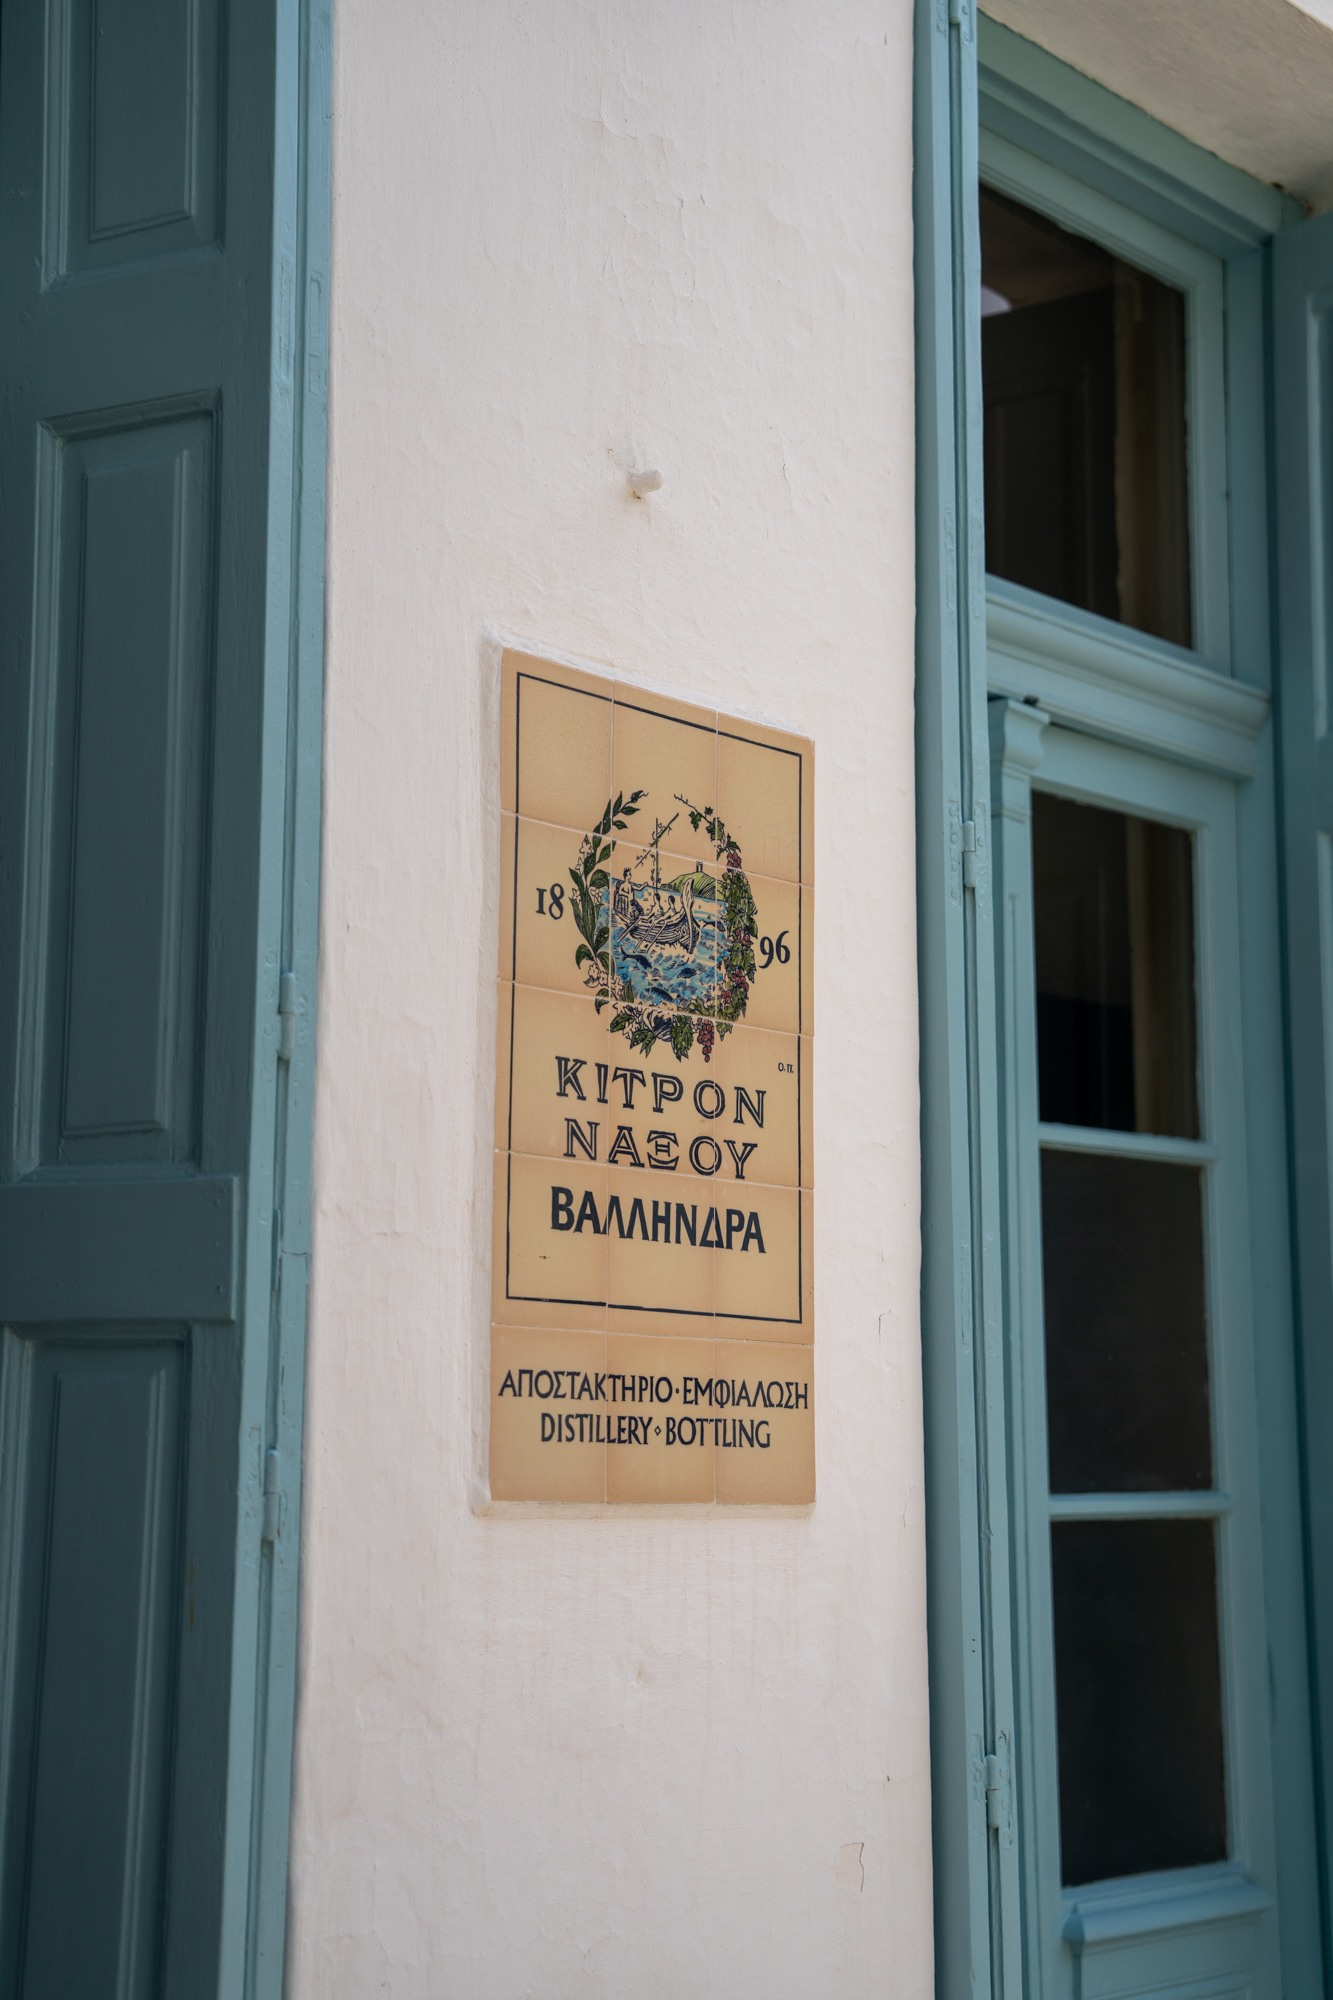 18 96
Ο.Π.
ΚΙΤΡΟΝ
ΝΑΞΟΥ
ΒΑΛΛΗΝΔΡΑ
ΑΠΟΣΤΑΚΤΗΡΙΟ·ΕΜΦΙΑΛΩΣΗ
DISTILLERY⋄BOTTLING